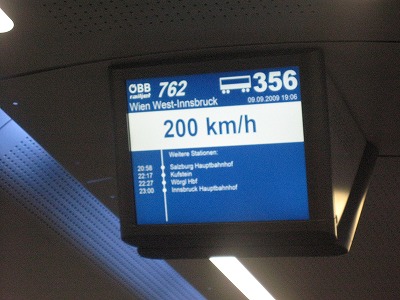 ÖBB 762 356
railjet
Wien West-Innsbruck 09.09.2009 19:06
200 km/h
Weitere Stationen:
20:58 Salzburg Hauptbahnhof
22:17 Kufstein
22:27 Wörgl Hbf
23:00 Innsbruck Hauptbahnhof